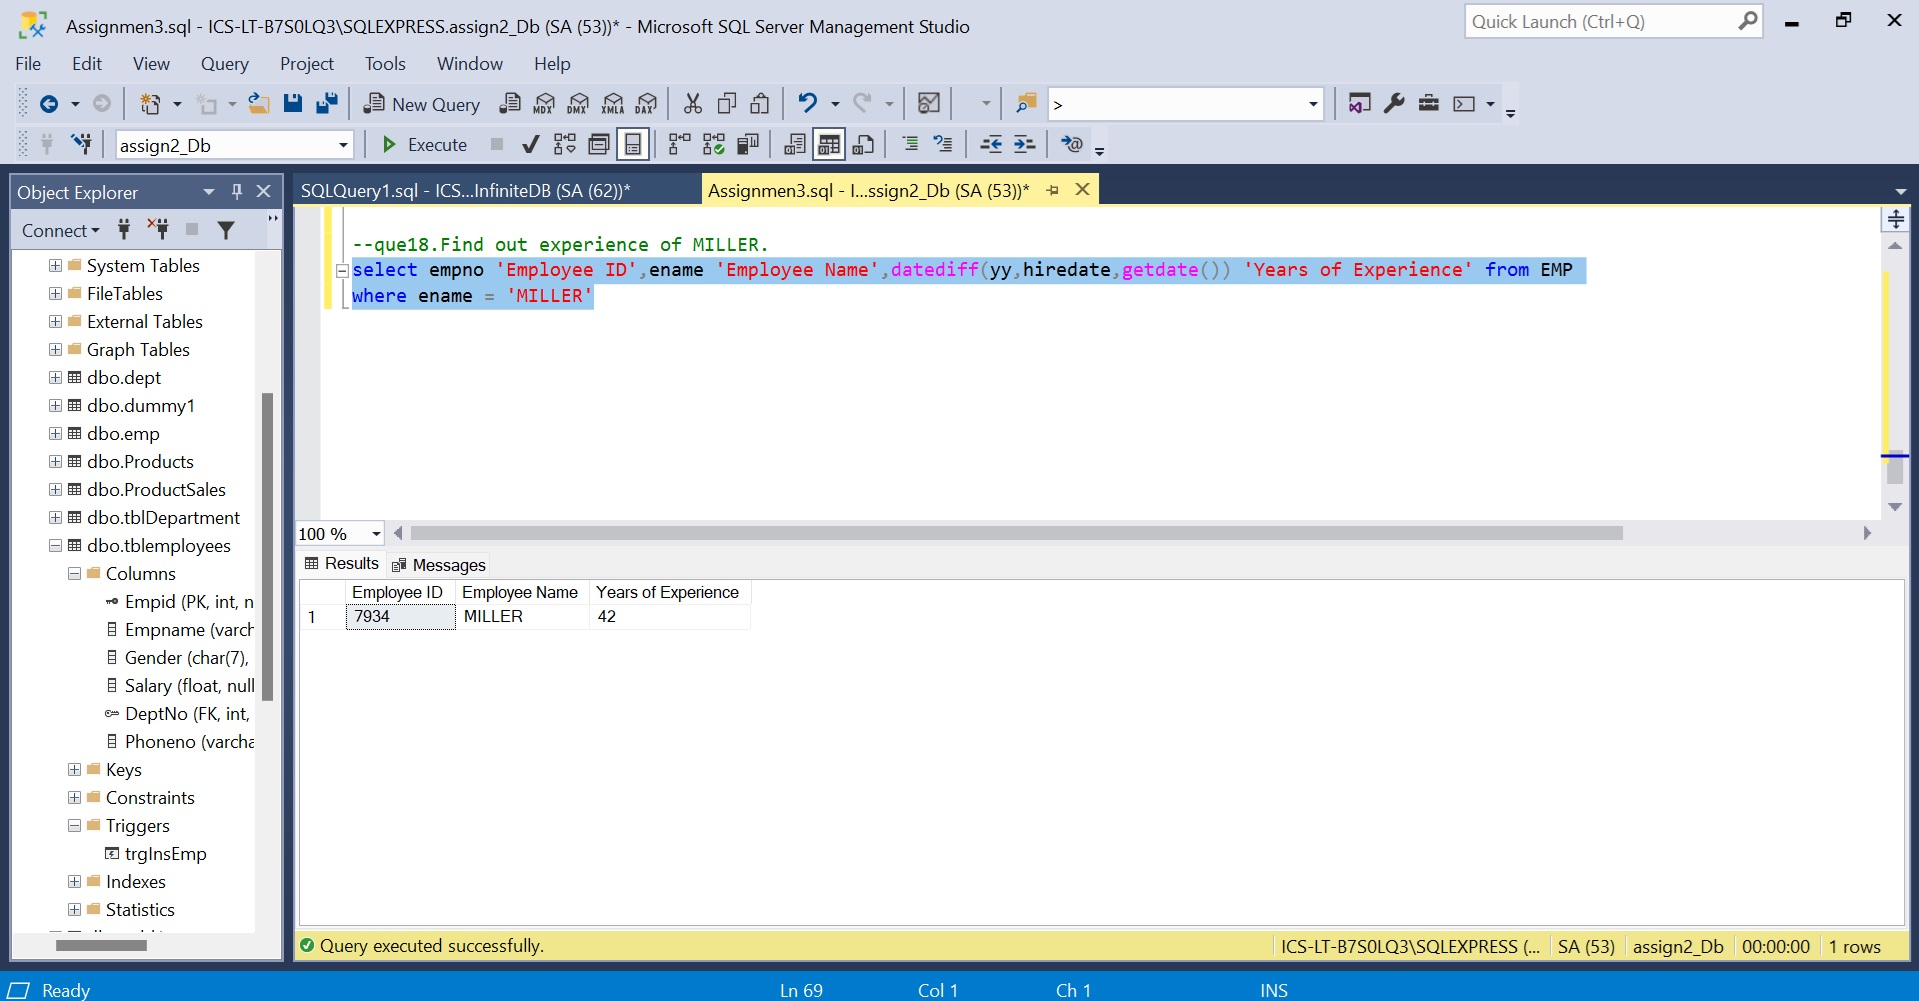 Assignmen3.sql - ICS-LT-B7S0LQ3\SQLEXPRESS.assign2_Db (SA (53))* - Microsoft SQL Server Management Studio
Quick Launch (Ctrl+Q)
File Edit View Query Project Tools Window Help
New Query MDX DMX XMLA DAX >
assign2_Db Execute
Object Explorer
SQLQuery1.sql - ICS...InfiniteDB (SA (62))* Assignmen3.sql - I...ssign2_Db (SA (53))*
Connect
System Tables
FileTables
External Tables
Graph Tables
dbo.dept
dbo.dummy1
dbo.emp
dbo.Products
dbo.ProductSales
dbo.tblDepartment
dbo.tblemployees
Columns
Empid (PK, int, n
Empname (varch
Gender (char(7),
Salary (float, null
DeptNo (FK, int,
Phoneno (varcha
Keys
Constraints
Triggers
trgInsEmp
Indexes
Statistics
--que18.Find out experience of MILLER.
select empno 'Employee ID',ename 'Employee Name',datediff(yy,hiredate,getdate()) 'Years of Experience' from EMP
where ename = 'MILLER'
100 %
Results Messages
Employee ID Employee Name Years of Experience
1 7934 MILLER 42
Query executed successfully. ICS-LT-B7S0LQ3\SQLEXPRESS (... SA (53) assign2_Db 00:00:00 1 rows
Ready Ln 69 Col 1 Ch 1 INS